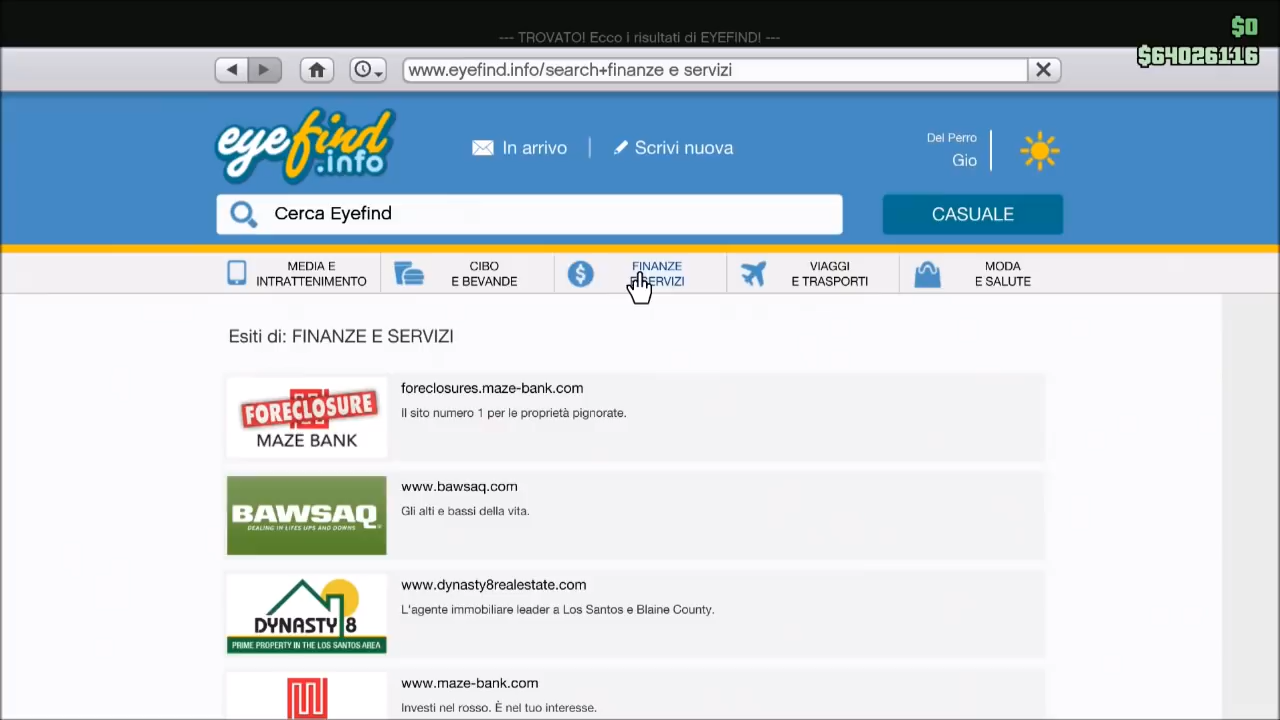 $0
--- TROVATO! Ecco i risultati di EYEFIND! ---
$64026116
www.eyefind.info/search+finanze e servizi
eyefind.info
In arrivo
Scrivi nuova
Del Perro
Gio
Cerca Eyefind
CASUALE
MEDIA E
INTRATTENIMENTO
CIBO
E BEVANDE
FINANZE
E SERVIZI
VIAGGI
E TRASPORTI
MODA
E SALUTE
Esiti di: FINANZE E SERVIZI
FORECLOSURE
MAZE BANK
foreclosures.maze-bank.com
Il sito numero 1 per le proprietà pignorate.
BAWSAQ
DEALING IN LIFES UPS AND DOWNS
www.bawsaq.com
Gli alti e bassi della vita.
DYNASTY 8
PRIME PROPERTY IN THE LOS SANTOS AREA
www.dynasty8realestate.com
L'agente immobiliare leader a Los Santos e Blaine County.
www.maze-bank.com
Investi nel rosso. È nel tuo interesse.